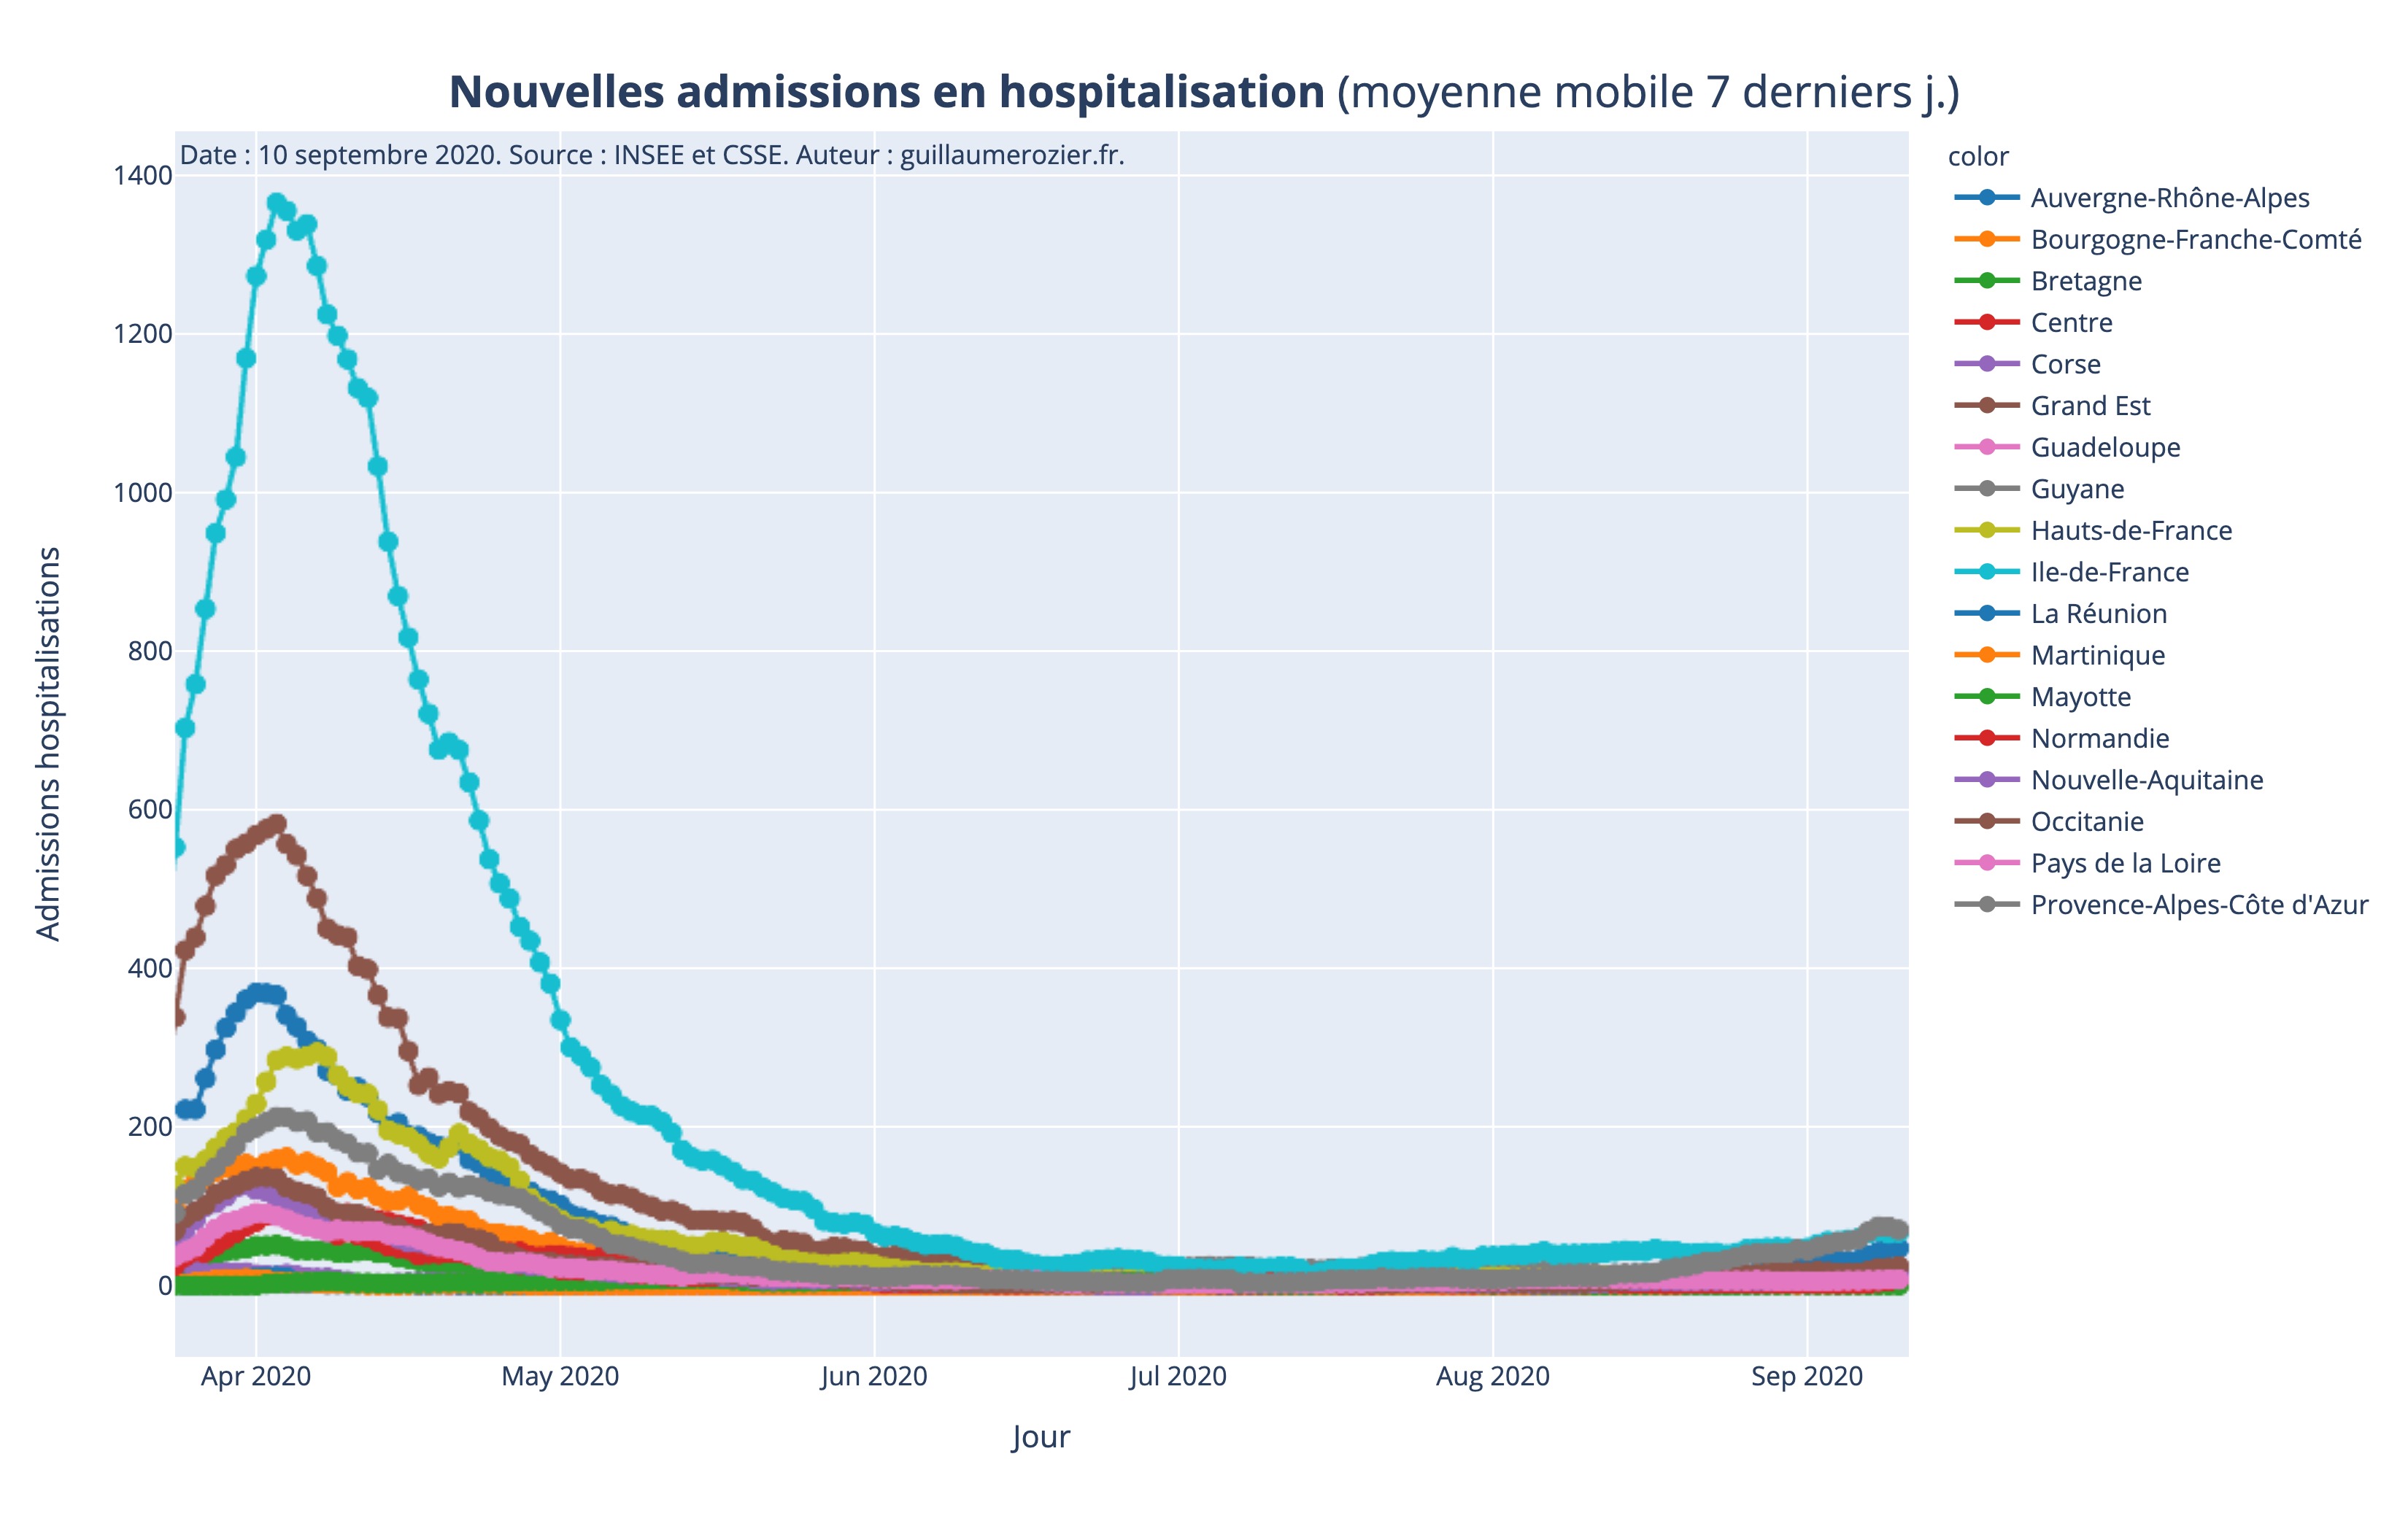 Nouvelles admissions en hospitalisation (moyenne mobile 7 derniers j.)
Date : 10 septembre 2020. Source : INSEE et CSSE. Auteur : guillaumerozier.fr.
Admissions hospitalisations
1400
1200
1000
800
600
400
200
0
Apr 2020
May 2020
Jun 2020
Jul 2020
Aug 2020
Sep 2020
Jour
color
Auvergne-Rhône-Alpes
Bourgogne-Franche-Comté
Bretagne
Centre
Corse
Grand Est
Guadeloupe
Guyane
Hauts-de-France
Ile-de-France
La Réunion
Martinique
Mayotte
Normandie
Nouvelle-Aquitaine
Occitanie
Pays de la Loire
Provence-Alpes-Côte d'Azur